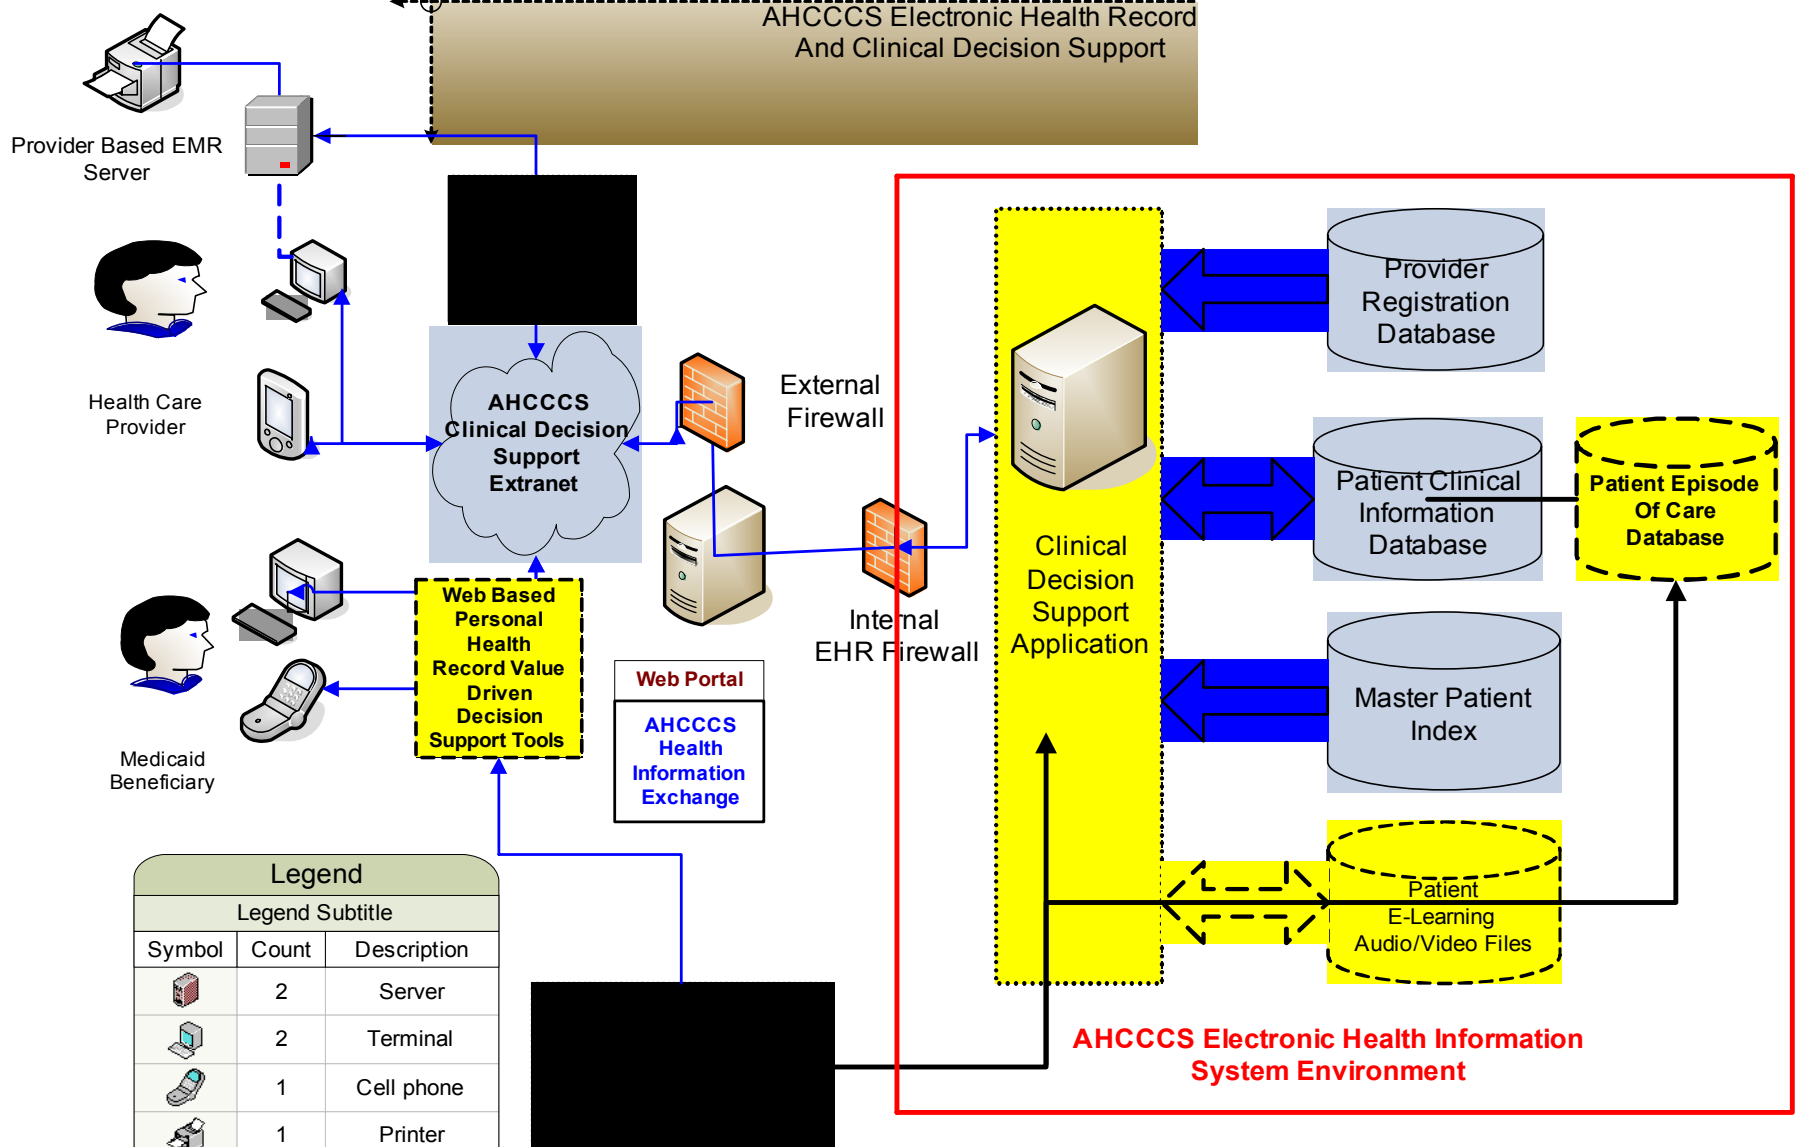 AHCCCS Electronic Health Record
And Clinical Decision Support
Provider Based EMR
Server
Health Care
Provider
AHCCCS
Clinical Decision
Support
Extranet
External
Firewall
Internal
EHR Firewall
Web Based
Personal
Health
Record Value
Driven
Decision
Support Tools
Medicaid
Beneficiary
Web Portal
AHCCCS
Health
Information
Exchange
Clinical
Decision
Support
Application
Provider
Registration
Database
Patient Clinical
Information
Database
Patient Episode
Of Care
Database
Master Patient
Index
Patient
E-Learning
Audio/Video Files
AHCCCS Electronic Health Information
System Environment
Legend
Legend Subtitle
Symbol Count Description
2 Server
2 Terminal
1 Cell phone
1 Printer